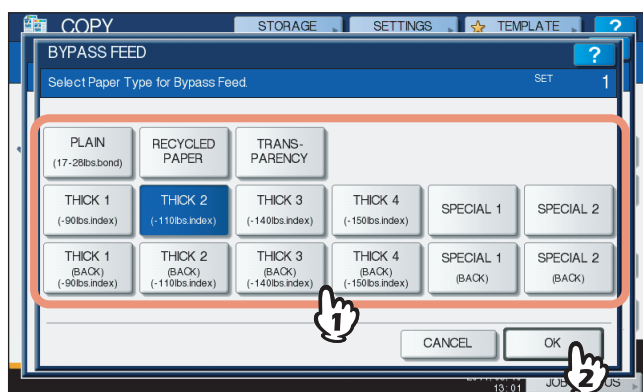 COPY STORAGE SETTINGS TEMPLATE ?
BYPASS FEED ?
Select Paper Type for Bypass Feed. SET 1
PLAIN
(17-28lbs.bond)
RECYCLED
PAPER
TRANS-
PARENCY
THICK 1
(-90lbs.index)
THICK 2
(-110lbs.index)
THICK 3
(-140lbs.index)
THICK 4
(-150lbs.index)
SPECIAL 1
SPECIAL 2
THICK 1
(BACK)
(-90lbs.index)
THICK 2
(BACK)
(-110lbs.index)
THICK 3
(BACK)
(-140lbs.index)
THICK 4
(BACK)
(-150lbs.index)
SPECIAL 1
(BACK)
SPECIAL 2
(BACK)
1
CANCEL OK
2
13:01 JOB